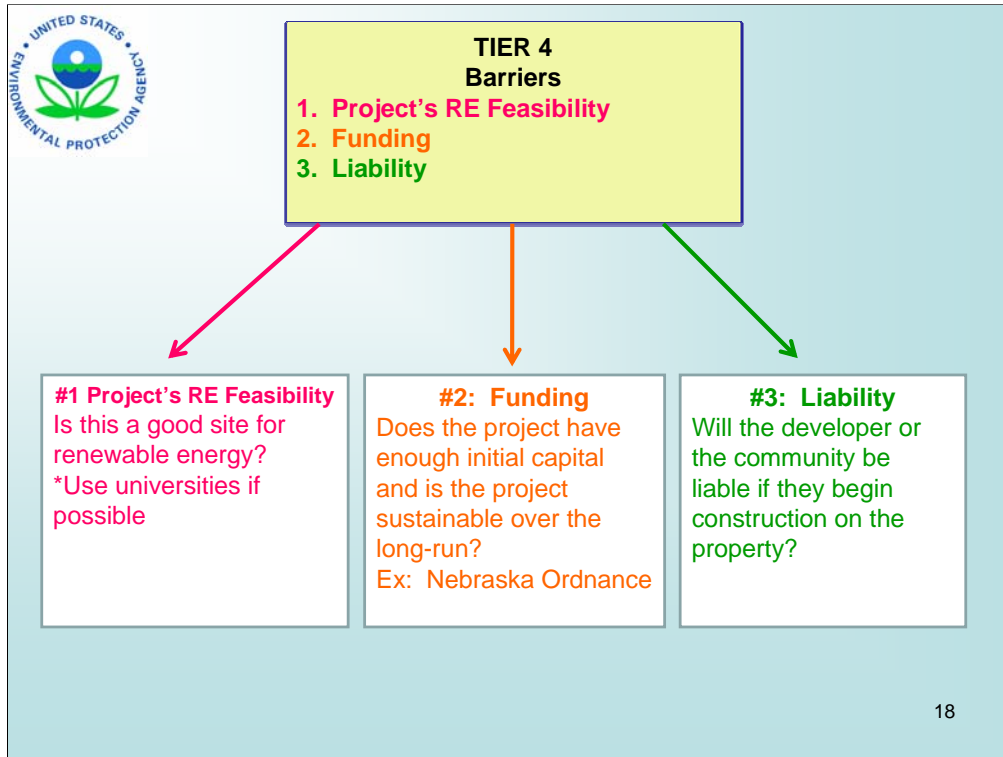 UNITED STATES
ENVIRONMENTAL PROTECTION AGENCY
TIER 4
Barriers
1. Project's RE Feasibility
2. Funding
3. Liability
#1 Project's RE Feasibility
Is this a good site for
renewable energy?
*Use universities if
possible
#2: Funding
Does the project have
enough initial capital
and is the project
sustainable over the
long-run?
Ex: Nebraska Ordnance
#3: Liability
Will the developer or
the community be
liable if they begin
construction on the
property?
18